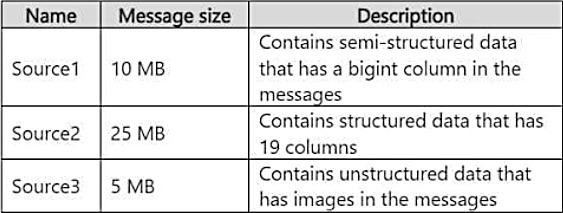 Name Message size Description
Source1 10 MB Contains semi-structured data
that has a bigint column in the
messages
Source2 25 MB Contains structured data that has
19 columns
Source3 5 MB Contains unstructured data that
has images in the messages